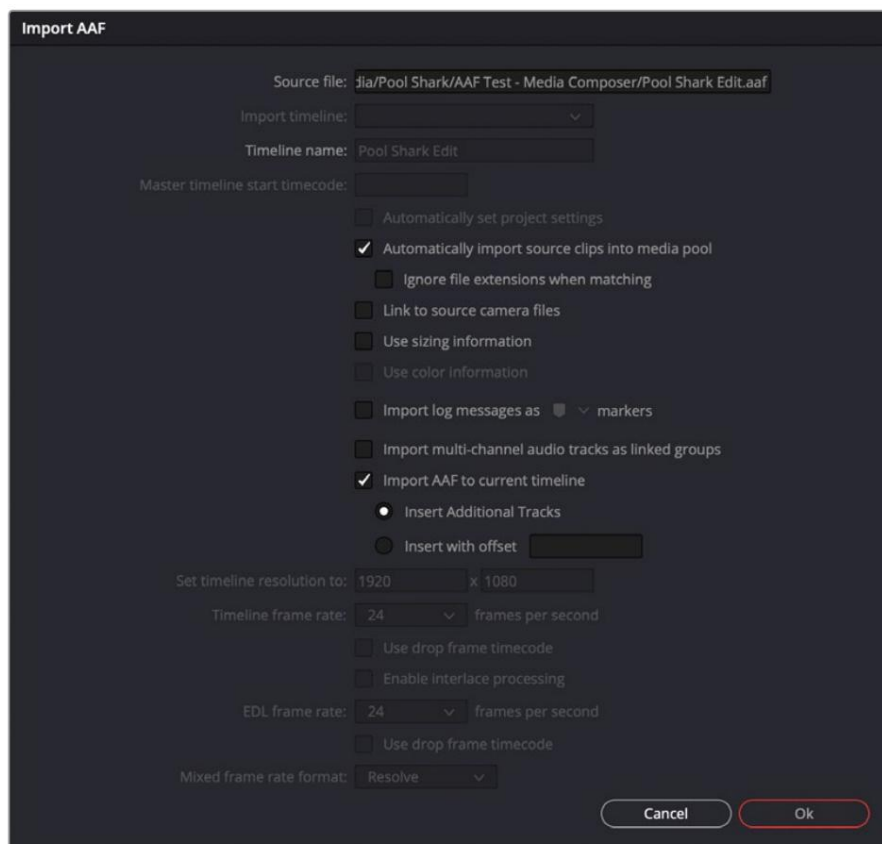 Import AAF
Source file: dia/Pool Shark/AAF Test - Media Composer/Pool Shark Edit.aaf
Import timeline:
Timeline name: Pool Shark Edit
Master timeline start timecode:
Automatically set project settings
Automatically import source clips into media pool
Ignore file extensions when matching
Link to source camera files
Use sizing information
Use color information
Import log messages as markers
Import multi-channel audio tracks as linked groups
Import AAF to current timeline
Insert Additional Tracks
Insert with offset
Set timeline resolution to: 1920 x 1080
Timeline frame rate: 24 frames per second
Use drop frame timecode
Enable interlace processing
EDL frame rate: 24 frames per second
Use drop frame timecode
Mixed frame rate format: Resolve
Cancel Ok